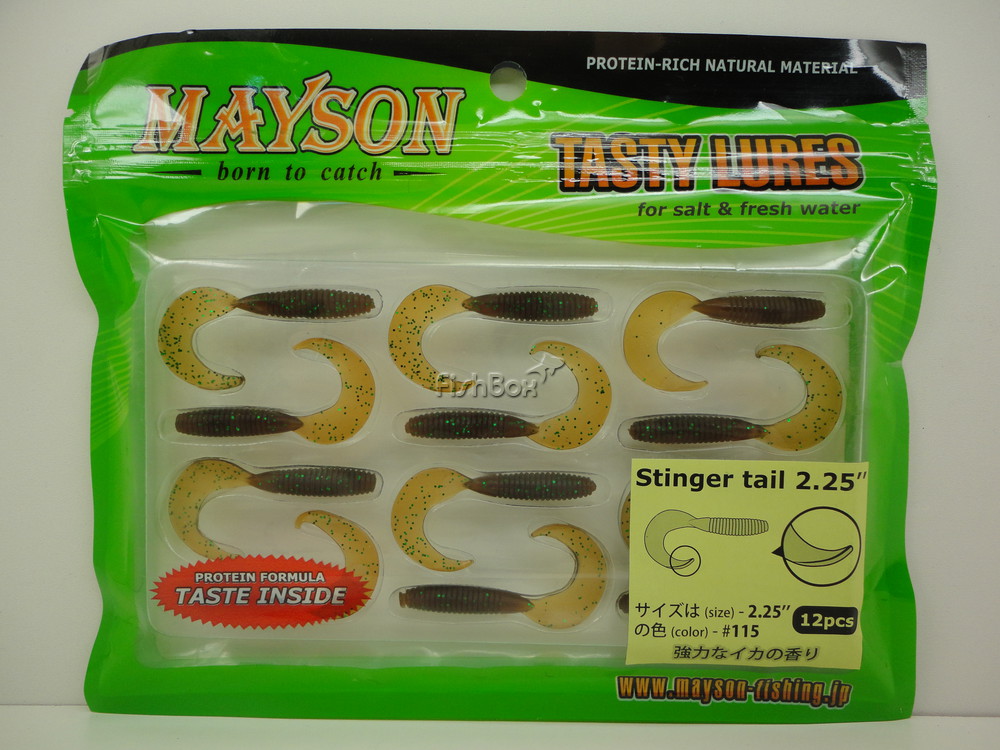 PROTEIN-RICH NATURAL MATERIAL
MAYSON
born to catch
TASTY LURES
for salt & fresh water
FishBox
Stinger tail 2.25"
PROTEIN FORMULA
TASTE INSIDE
サイズは (size) - 2.25"
の色 (color) - #115
12pcs
強力なイカの香り
www.mayson-fishing.jp